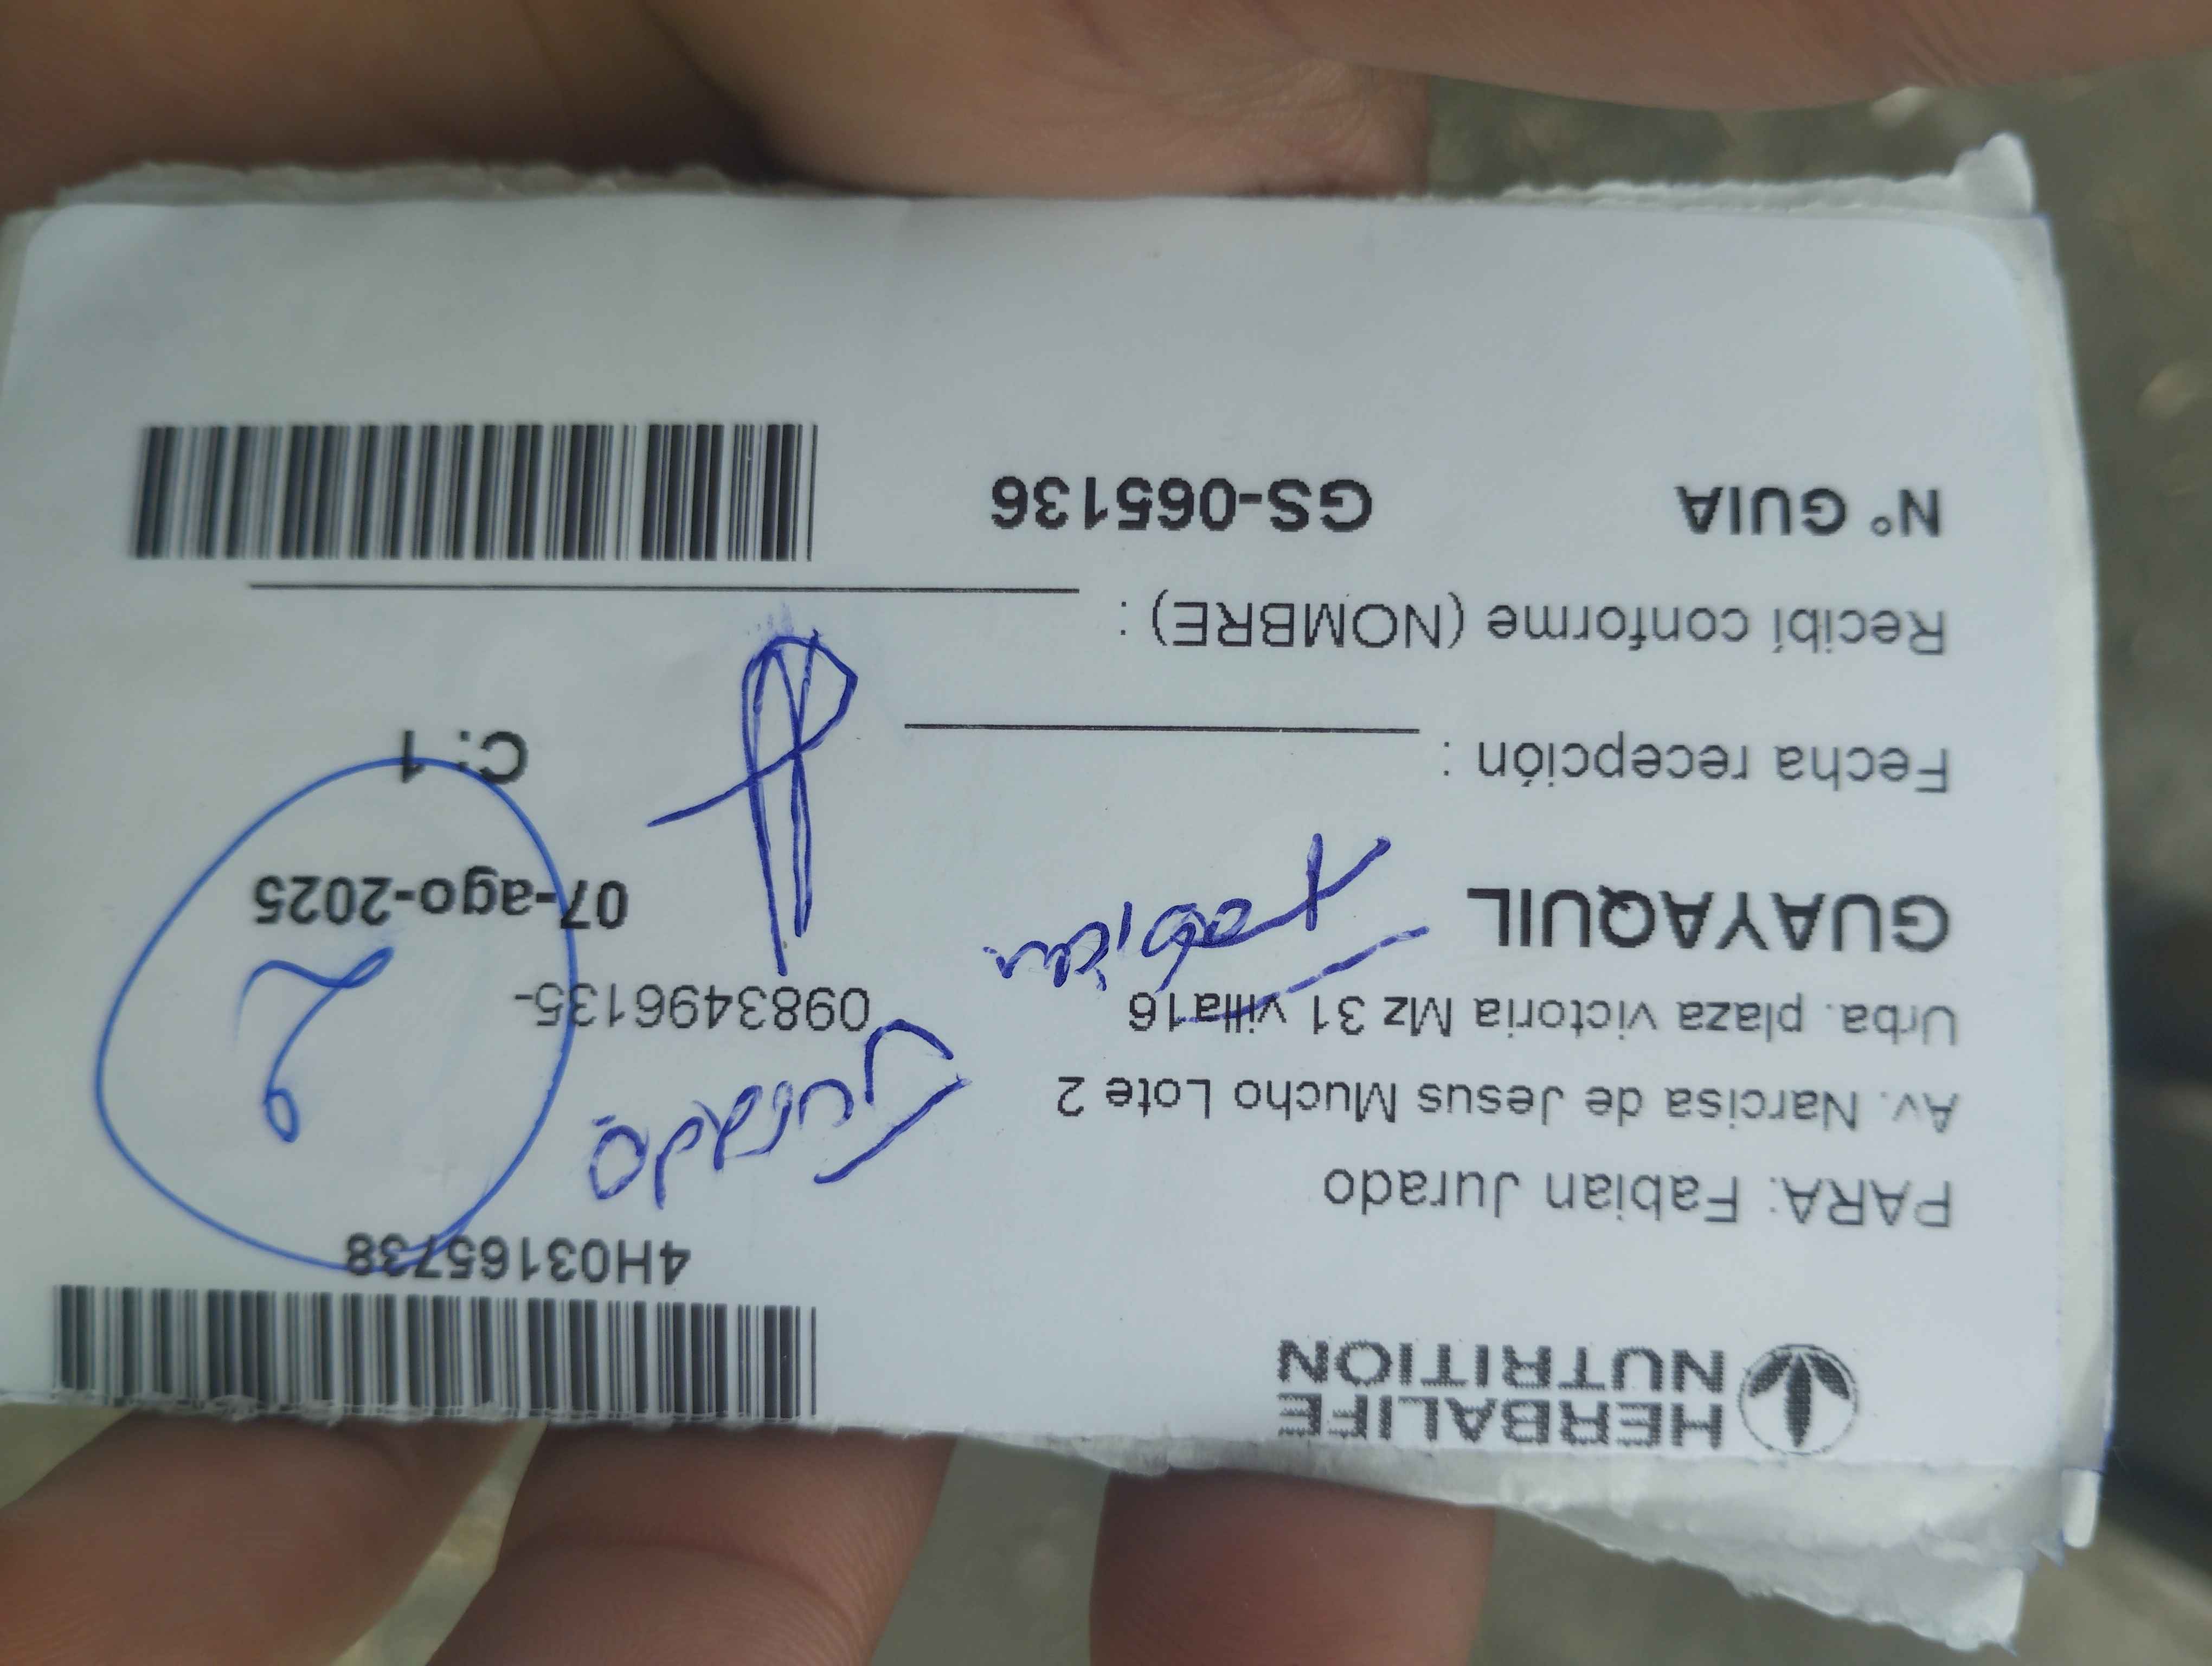 HERBALIFE
NUTRITION
4H03165738
PARA: Fabian Jurado
Av. Narcisa de Jesus Mucho Lote 2
Jurado
Urba. plaza victoria Mz 31 villa16
0983496135-
2
GUAYAQUIL
Fabian
07-ago-2025
Fecha recepción :
C: 1
Recibí conforme (NOMBRE) :
N° GUIA GS-065136